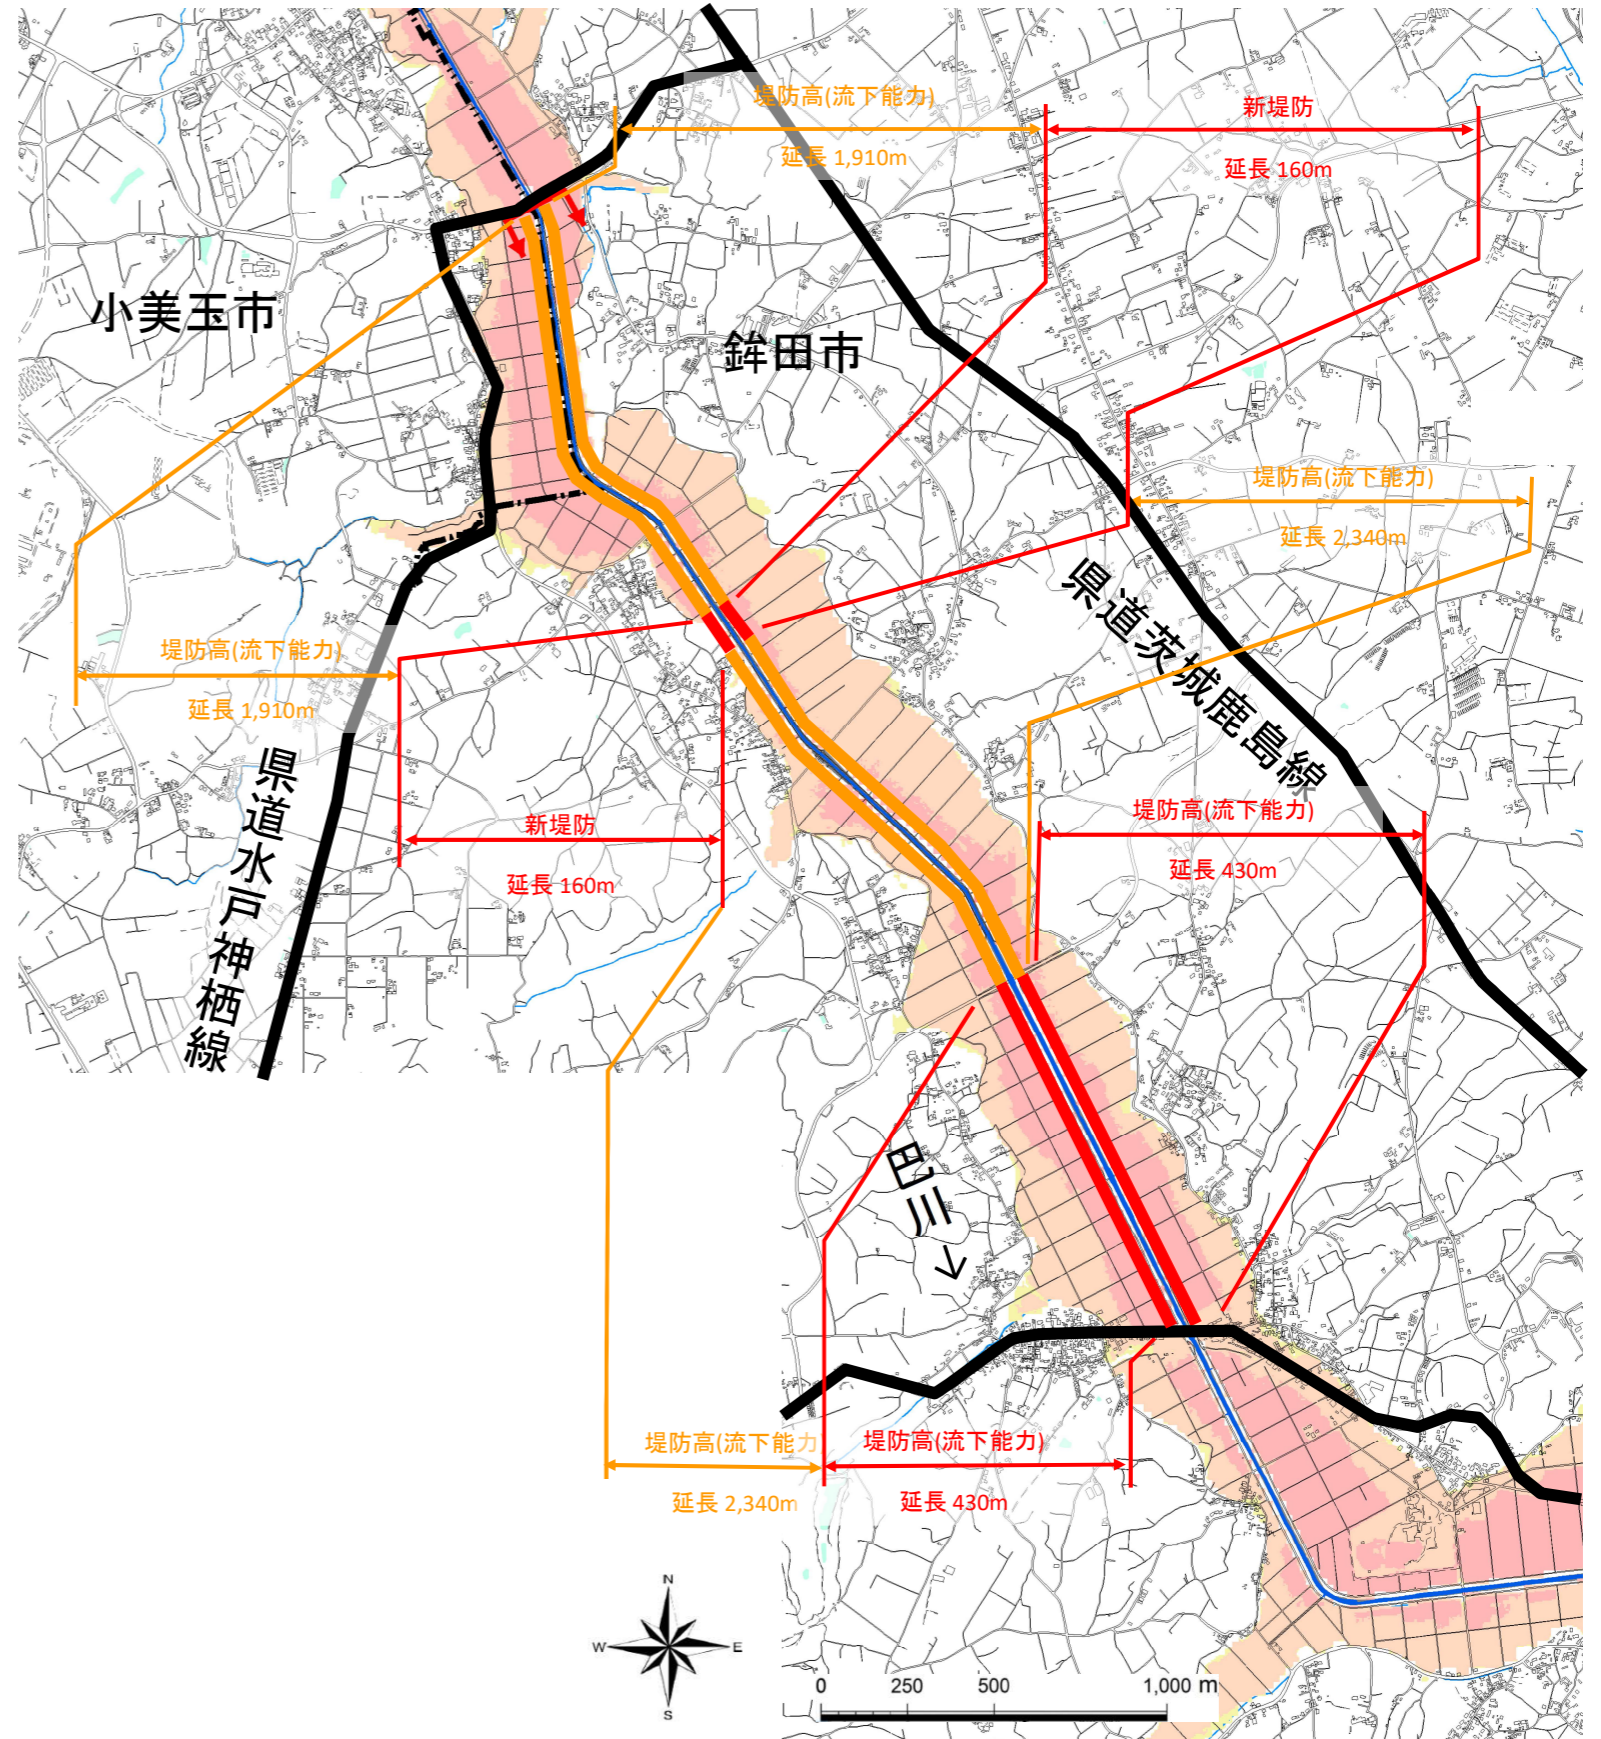 堤防高(流下能力)
延長 1,910m
新堤防
延長 160m
小美玉市
鉾田市
堤防高(流下能力)
延長 2,340m
県道茨城鹿島線
堤防高(流下能力)
延長 1,910m
県道水戸神栖線
新堤防
延長 160m
堤防高(流下能力)
延長 430m
巴川→
堤防高(流下能力
延長 2,340m
堤防高(流下能力)
延長 430m
N
W E
S
0 250 500 1,000 m